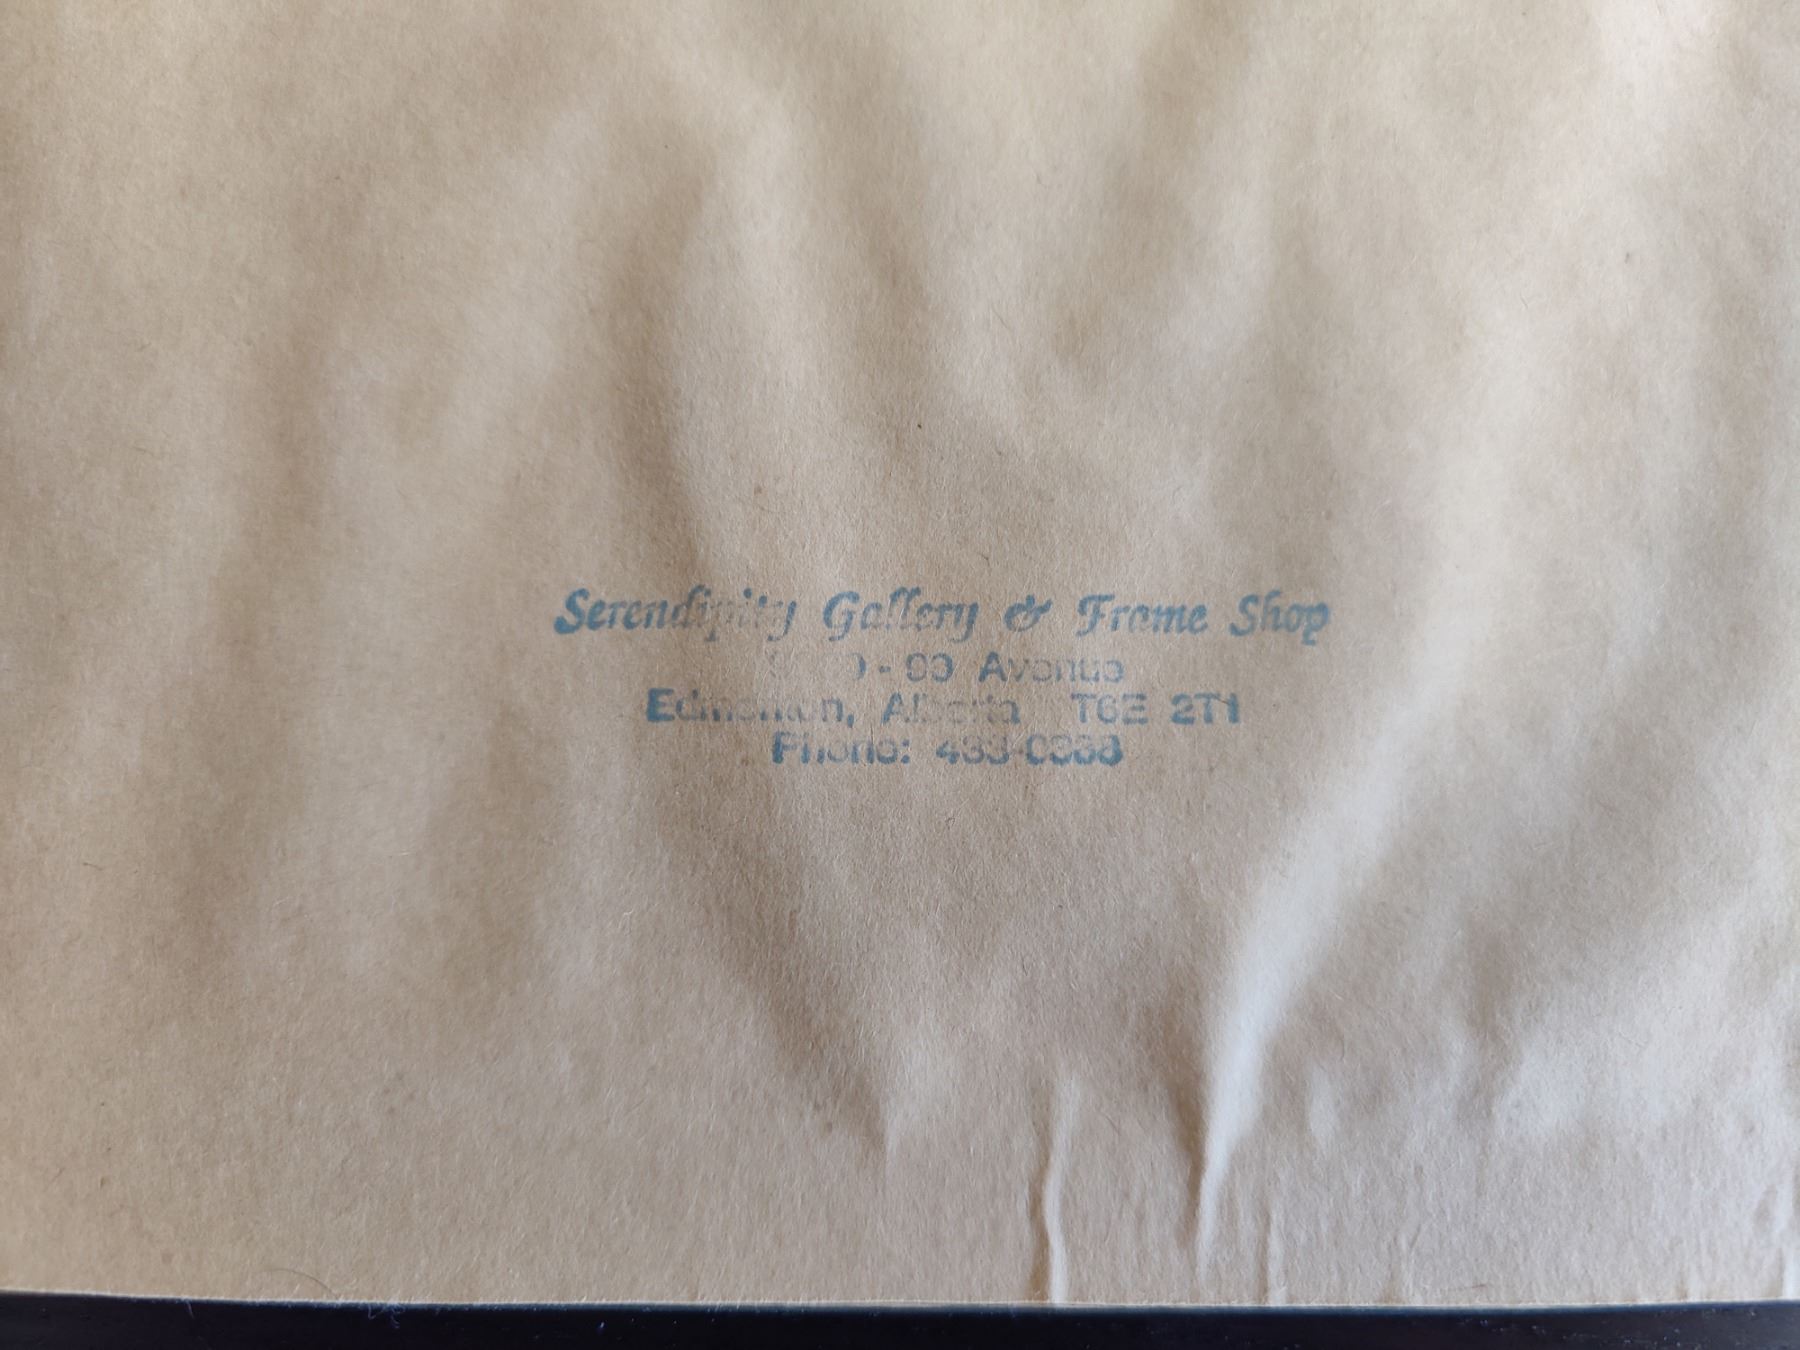 Serendipity Gallery & Frame Shop
Avenue
Edmonton, Alberta T6E 2T1
Phone: